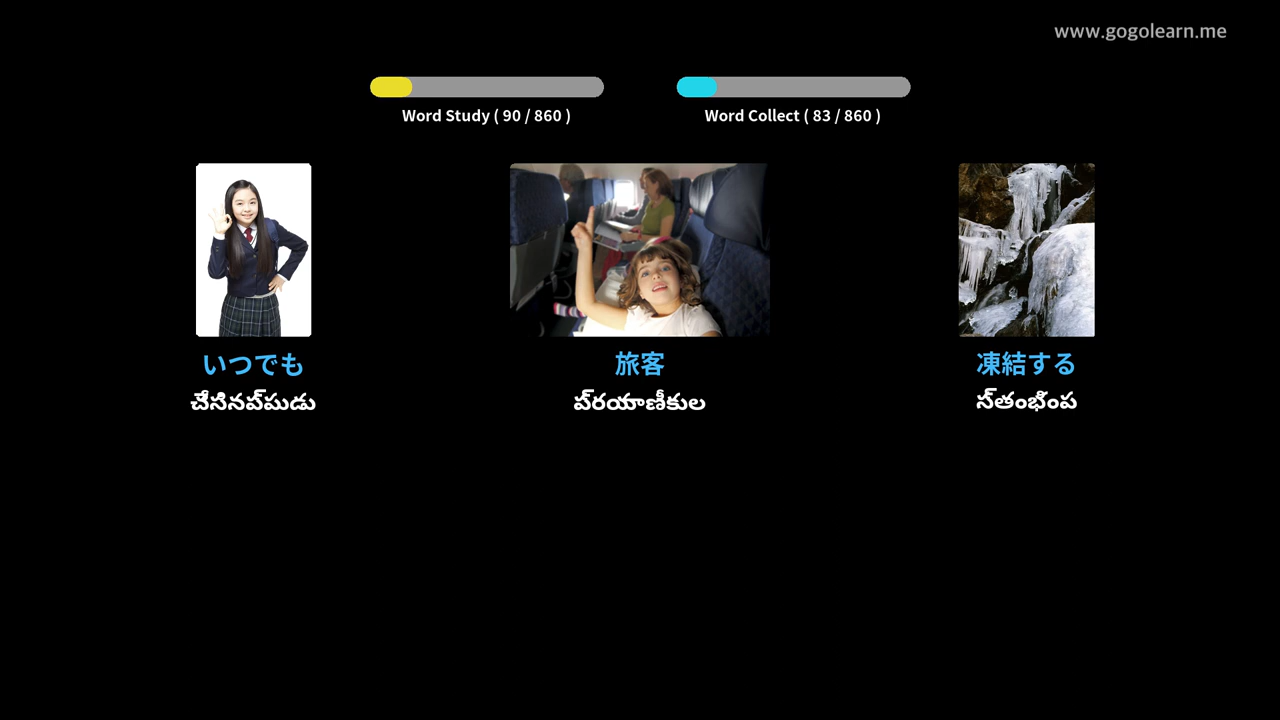 www.gogolearn.me
Word Study ( 90 / 860 )
Word Collect ( 83 / 860 )
いつでも
చేసినప్పుడు
旅客
ప్రయాణీకుల
凍結する
స్తంభింప